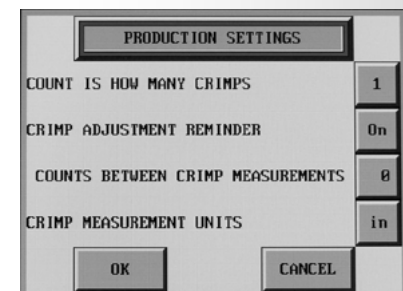 PRODUCTION SETTINGS
COUNT IS HOW MANY CRIMPS 1
CRIMP ADJUSTMENT REMINDER On
COUNTS BETWEEN CRIMP MEASUREMENTS 0
CRIMP MEASUREMENT UNITS in
OK CANCEL